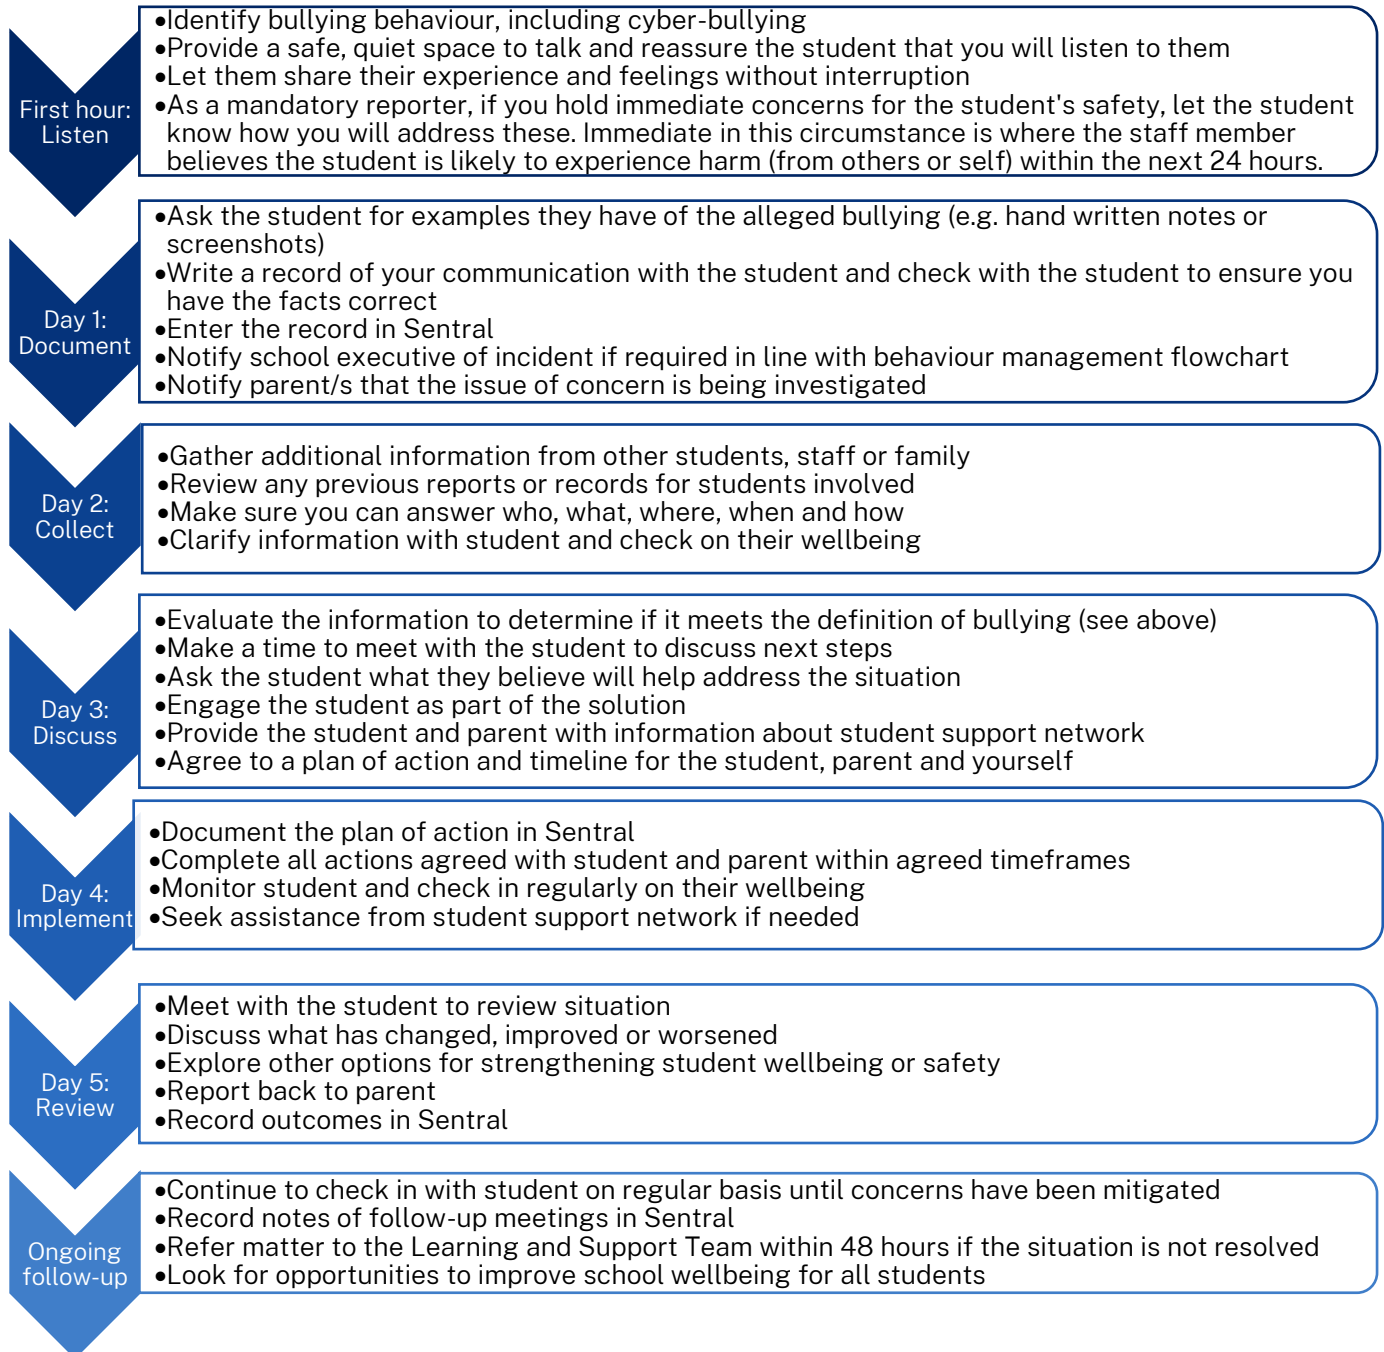 First hour:
Listen
•Identify bullying behaviour, including cyber-bullying
•Provide a safe, quiet space to talk and reassure the student that you will listen to them
•Let them share their experience and feelings without interruption
•As a mandatory reporter, if you hold immediate concerns for the student's safety, let the student
know how you will address these. Immediate in this circumstance is where the staff member
believes the student is likely to experience harm (from others or self) within the next 24 hours.
Day 1:
Document
•Ask the student for examples they have of the alleged bullying (e.g. hand written notes or
screenshots)
•Write a record of your communication with the student and check with the student to ensure you
have the facts correct
•Enter the record in Sentral
•Notify school executive of incident if required in line with behaviour management flowchart
•Notify parent/s that the issue of concern is being investigated
Day 2:
Collect
•Gather additional information from other students, staff or family
•Review any previous reports or records for students involved
•Make sure you can answer who, what, where, when and how
•Clarify information with student and check on their wellbeing
Day 3:
Discuss
•Evaluate the information to determine if it meets the definition of bullying (see above)
•Make a time to meet with the student to discuss next steps
•Ask the student what they believe will help address the situation
•Engage the student as part of the solution
•Provide the student and parent with information about student support network
•Agree to a plan of action and timeline for the student, parent and yourself
Day 4:
Implement
•Document the plan of action in Sentral
•Complete all actions agreed with student and parent within agreed timeframes
•Monitor student and check in regularly on their wellbeing
•Seek assistance from student support network if needed
Day 5:
Review
•Meet with the student to review situation
•Discuss what has changed, improved or worsened
•Explore other options for strengthening student wellbeing or safety
•Report back to parent
•Record outcomes in Sentral
Ongoing
follow-up
•Continue to check in with student on regular basis until concerns have been mitigated
•Record notes of follow-up meetings in Sentral
•Refer matter to the Learning and Support Team within 48 hours if the situation is not resolved
•Look for opportunities to improve school wellbeing for all students